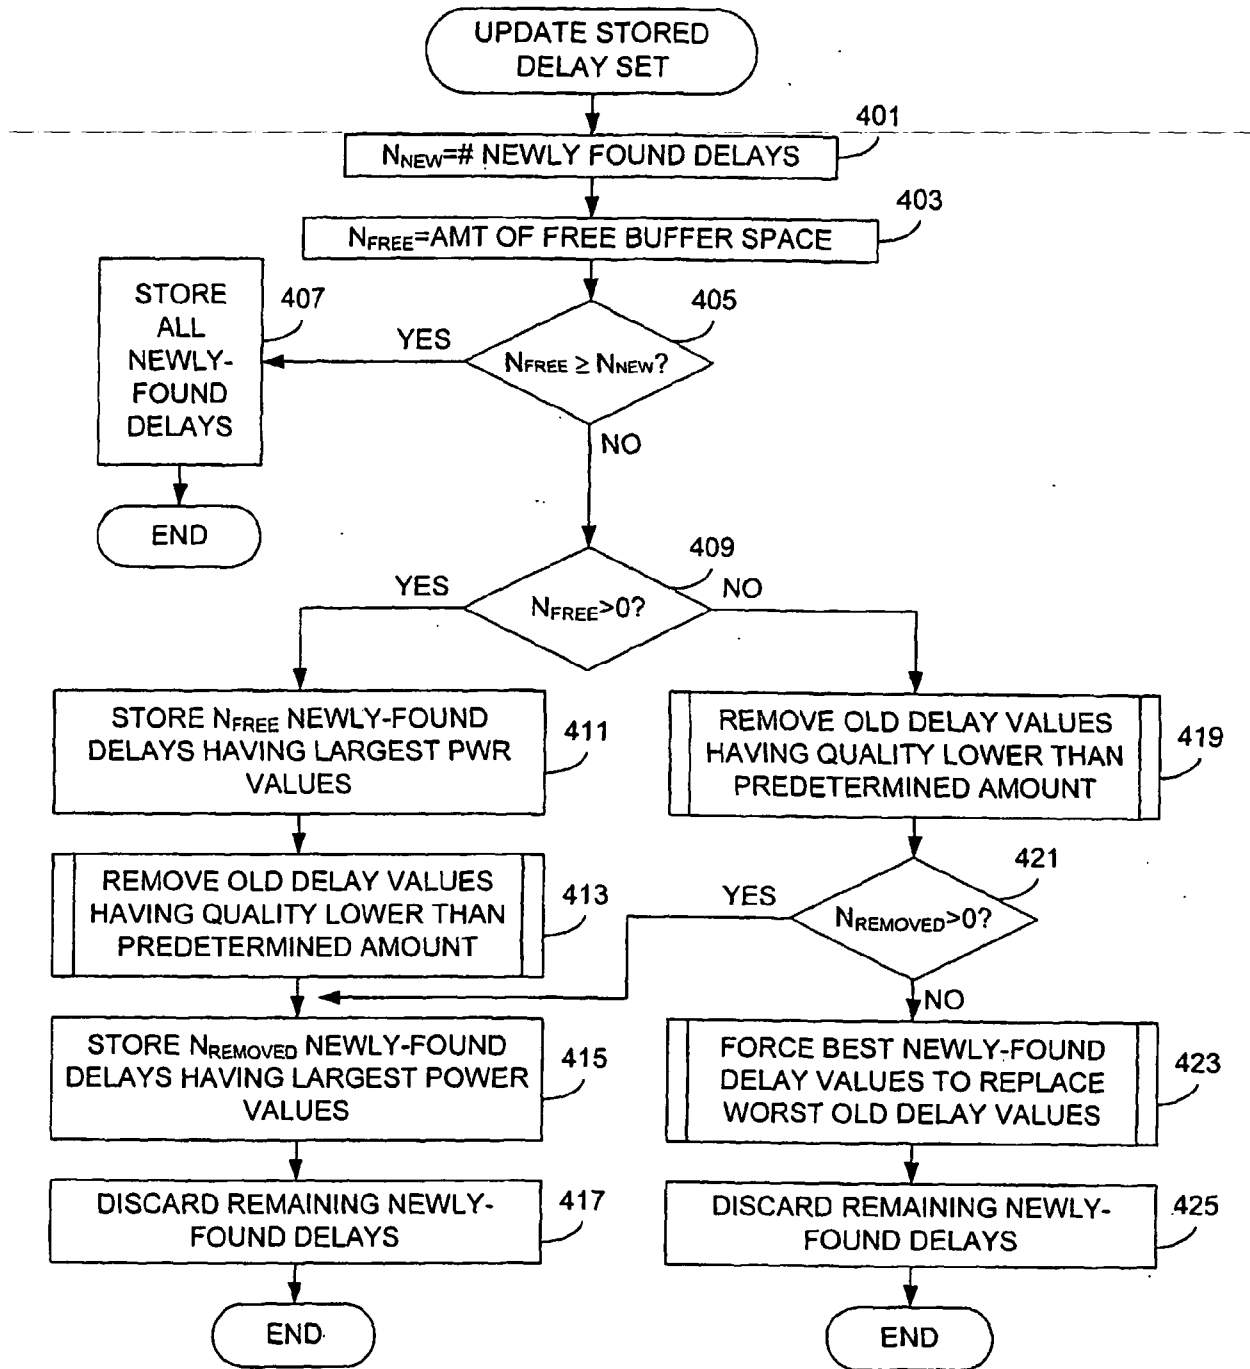 UPDATE STORED
DELAY SET
401
NNEW=# NEWLY FOUND DELAYS
403
NFREE=AMT OF FREE BUFFER SPACE
STORE
ALL
NEWLY-
FOUND
DELAYS
407
YES
405
NFREE ≥ NNEW?
NO
END
409
YES
NFREE>0?
NO
STORE NFREE NEWLY-FOUND
DELAYS HAVING LARGEST PWR
VALUES
411
REMOVE OLD DELAY VALUES
HAVING QUALITY LOWER THAN
PREDETERMINED AMOUNT
419
REMOVE OLD DELAY VALUES
HAVING QUALITY LOWER THAN
PREDETERMINED AMOUNT
413
YES
421
NREMOVED>0?
NO
STORE NREMOVED NEWLY-FOUND
DELAYS HAVING LARGEST POWER
VALUES
415
FORCE BEST NEWLY-FOUND
DELAY VALUES TO REPLACE
WORST OLD DELAY VALUES
423
DISCARD REMAINING NEWLY-
FOUND DELAYS
417
DISCARD REMAINING NEWLY-
FOUND DELAYS
425
END
END